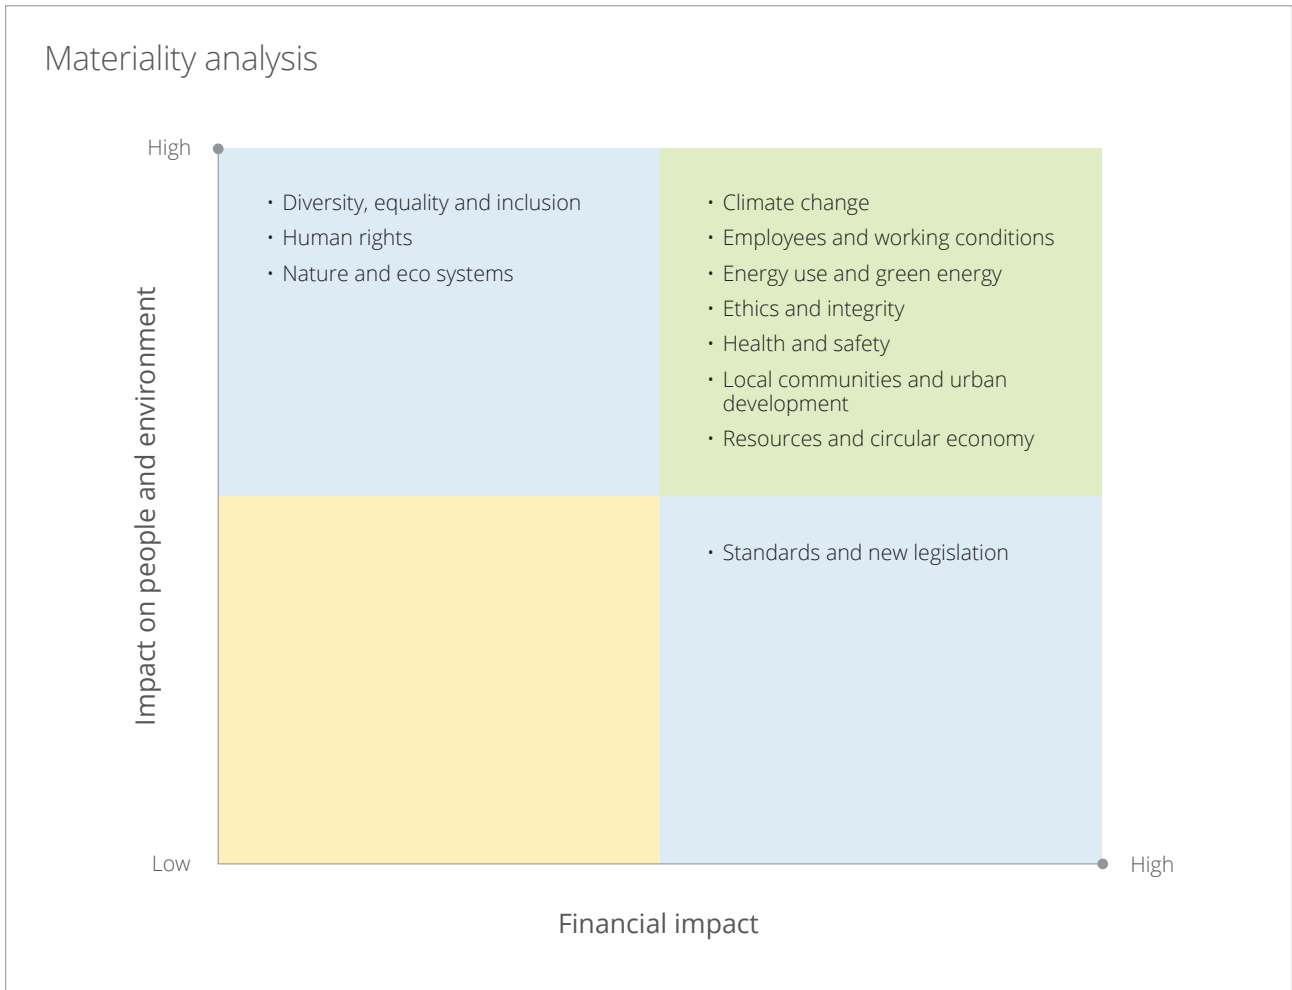 Materiality analysis
High
• Diversity, equality and inclusion
• Human rights
• Nature and eco systems
• Climate change
• Employees and working conditions
• Energy use and green energy
• Ethics and integrity
• Health and safety
• Local communities and urban
development
• Resources and circular economy
• Standards and new legislation
Impact on people and environment
Low
High
Financial impact